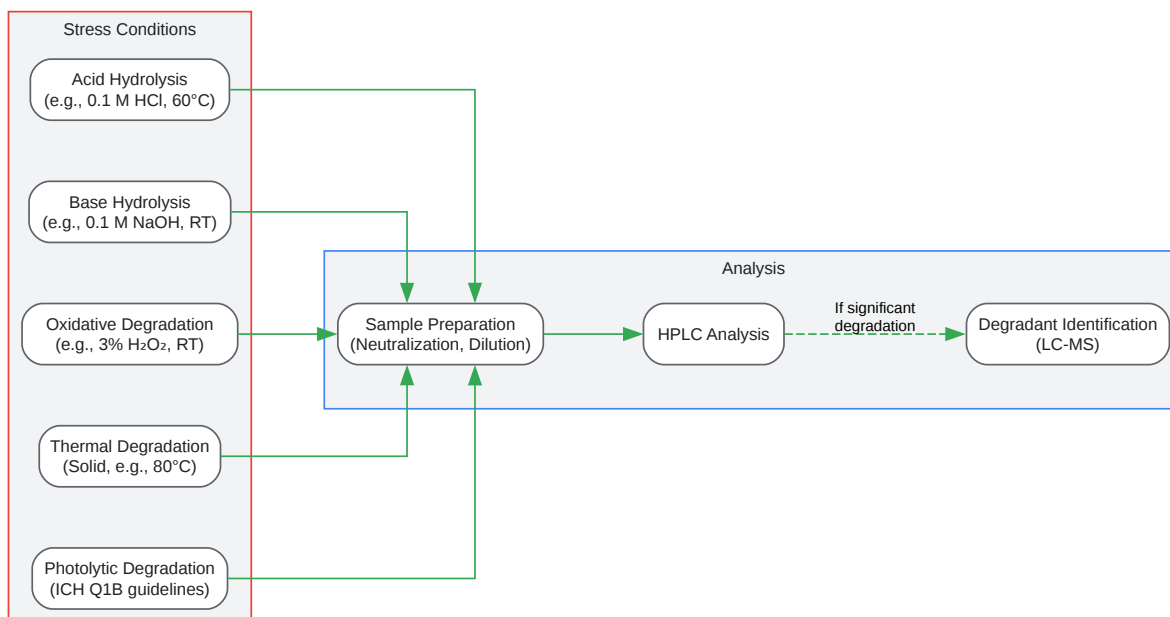 Stress Conditions
Acid Hydrolysis
(e.g., 0.1 M HCl, 60°C)
Base Hydrolysis
(e.g., 0.1 M NaOH, RT)
Oxidative Degradation
(e.g., 3% H₂O₂, RT)
Thermal Degradation
(Solid, e.g., 80°C)
Photolytic Degradation
(ICH Q1B guidelines)
Analysis
Sample Preparation
(Neutralization, Dilution)
HPLC Analysis
If significant
degradation
Degradant Identification
(LC-MS)